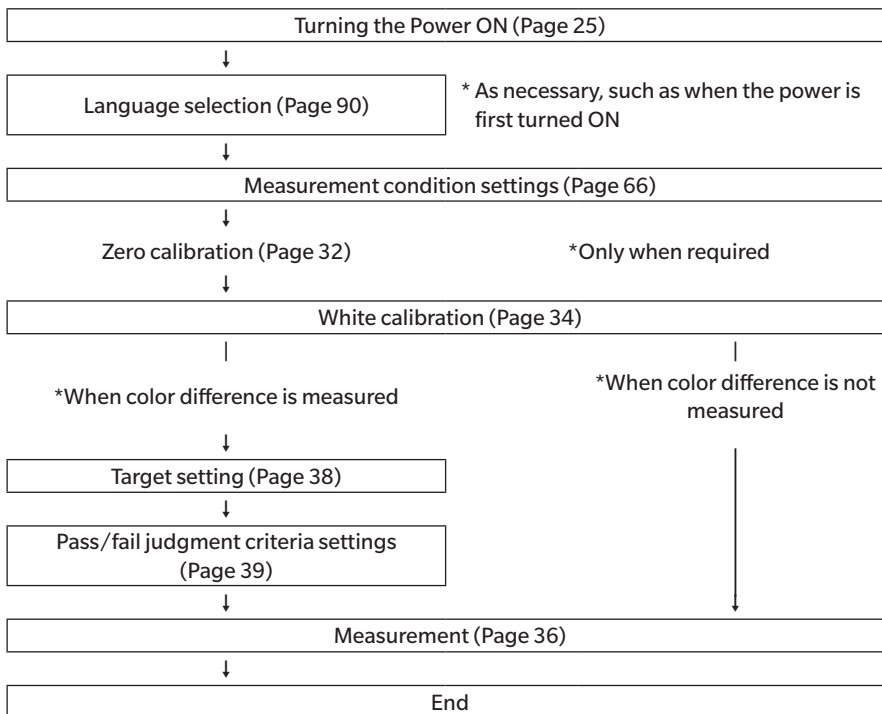 Turning the Power ON (Page 25)
Language selection (Page 90)
* As necessary, such as when the power is
first turned ON
Measurement condition settings (Page 66)
Zero calibration (Page 32)
*Only when required
White calibration (Page 34)
*When color difference is measured
*When color difference is not
measured
Target setting (Page 38)
Pass/fail judgment criteria settings
(Page 39)
Measurement (Page 36)
End